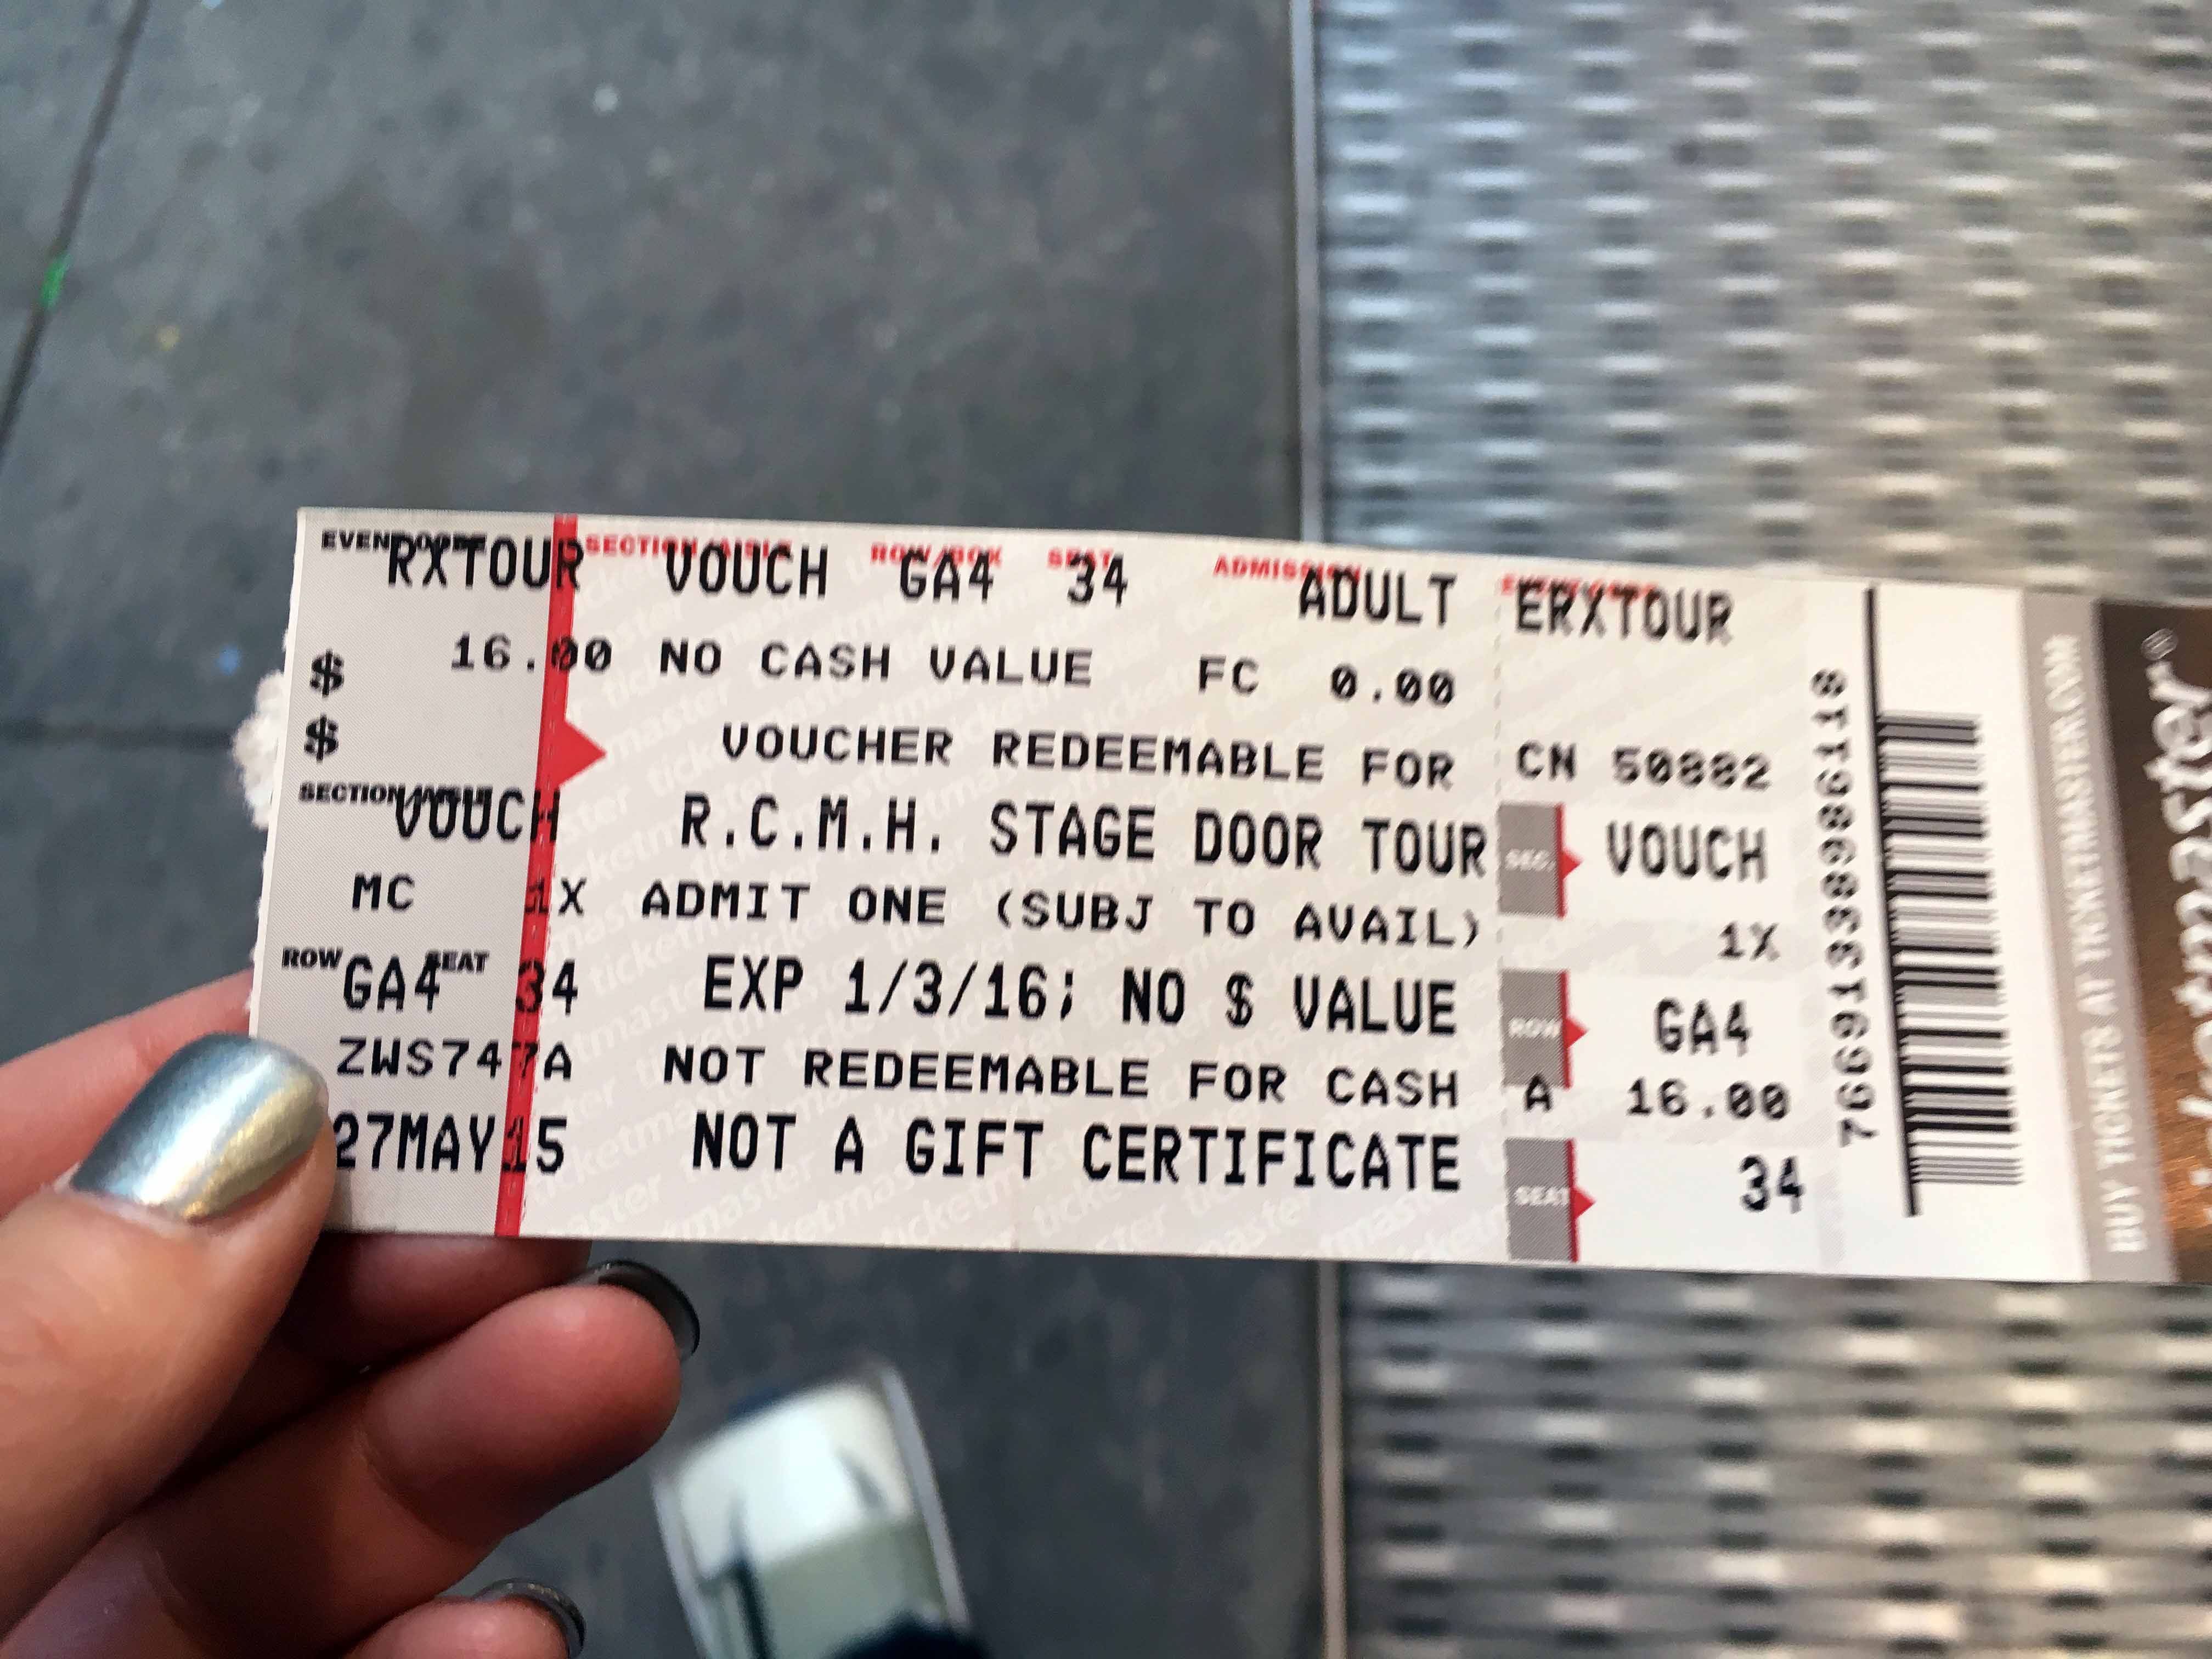 RXTOUR VOUCH GA4 34 ADULT ERXTOUR
$ 16.00 NO CASH VALUE FC 0.00
$ VOUCHER REDEEMABLE FOR CN 50882
VOUCH R.C.M.H. STAGE DOOR TOUR SEC. VOUCH
MC 1X ADMIT ONE (SUBJ TO AVAIL) 1X
ROW GA4 SEAT 34 EXP 1/3/16; NO $ VALUE ROW GA4
ZWS747A NOT REDEEMABLE FOR CASH A 16.00
27MAY15 NOT A GIFT CERTIFICATE SEAT 34
BUY TICKETS AT TICKETMASTER.COM